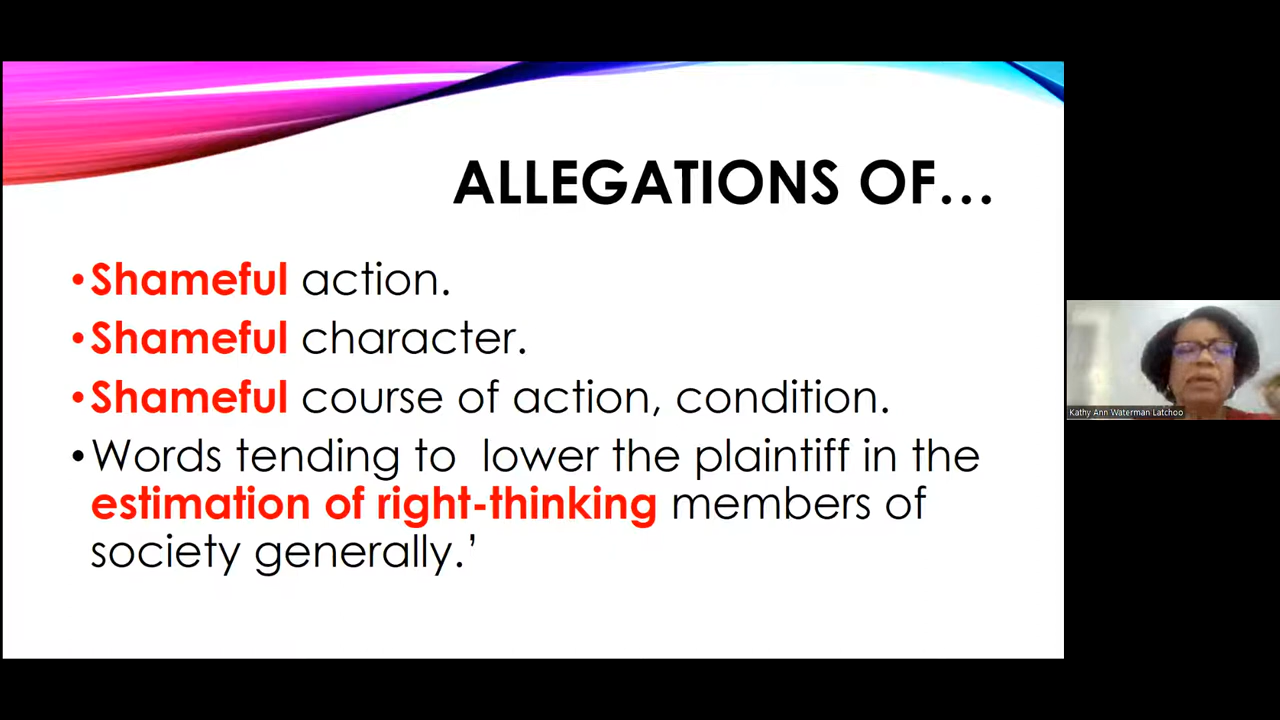 ALLEGATIONS OF...
•Shameful action.
•Shameful character.
•Shameful course of action, condition.
•Words tending to  lower the plaintiff in the
estimation of right-thinking members of
society generally.’
Kathy Ann Waterman Latchoo